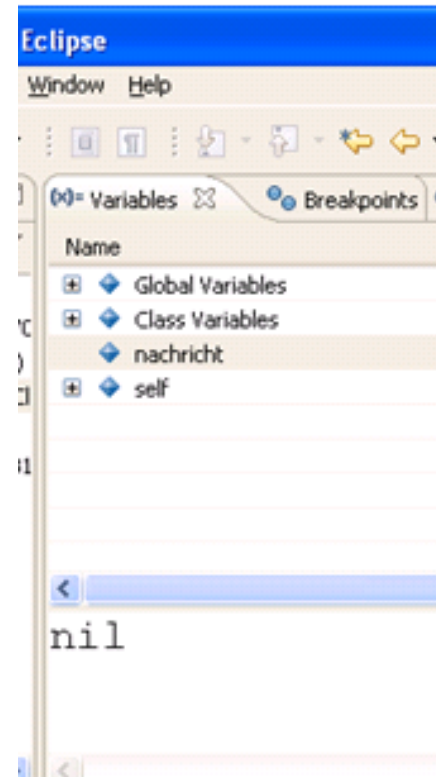 Eclipse
Window Help
(x)= Variables Breakpoints
Name
Global Variables
Class Variables
nachricht
self
nil